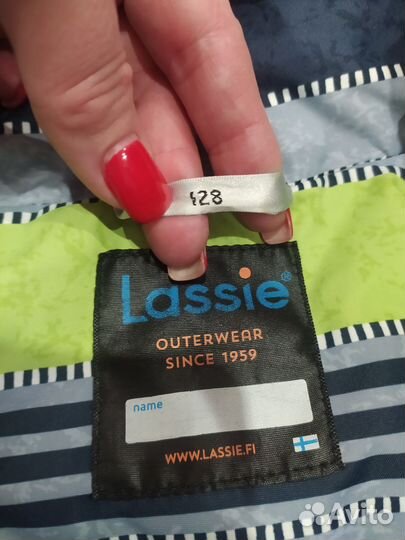 128
Lassie®
OUTERWEAR
SINCE 1959
name
WWW.LASSIE.FI
Avito